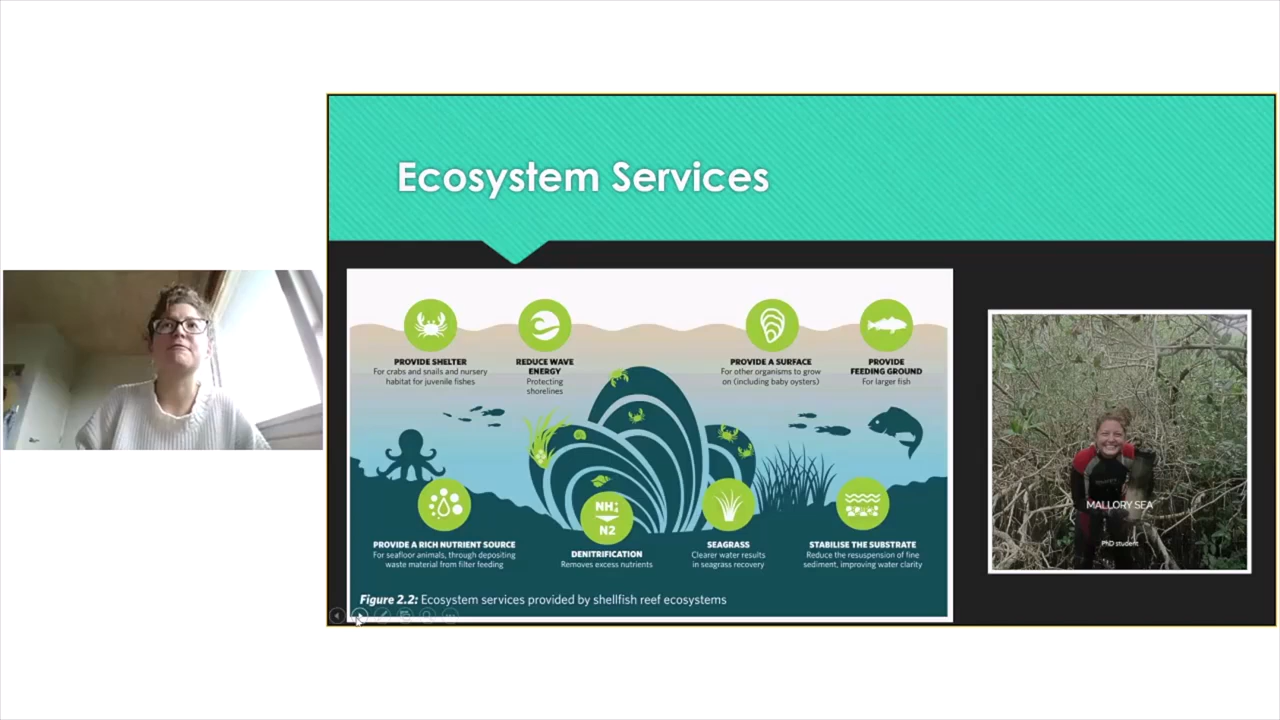 Ecosystem Services
PROVIDE SHELTER
For crabs and snails and nursery
habitat for juvenile fishes
REDUCE WAVE
ENERGY
Protecting
shorelines
PROVIDE A SURFACE
For other organisms to grow
on (including baby oysters)
PROVIDE
FEEDING GROUND
For larger fish
PROVIDE A RICH NUTRIENT SOURCE
For seafloor animals, through depositing
waste material from filter feeding
NH₄⁺
N2
DENITRIFICATION
Removes excess nutrients
SEAGRASS
Clearer water results
in seagrass recovery
STABILISE THE SUBSTRATE
Reduce the resuspension of fine
sediment, improving water clarity
Figure 2.2: Ecosystem services provided by shellfish reef ecosystems
MALLORY SEA
PhD student